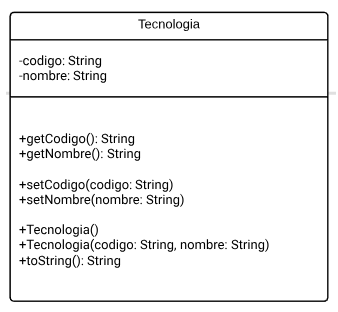 Tecnologia
-codigo: String
-nombre: String
+getCodigo(): String
+getNombre(): String
+setCodigo(codigo: String)
+setNombre(nombre: String)
+Tecnologia()
+Tecnologia(codigo: String, nombre: String)
+toString(): String